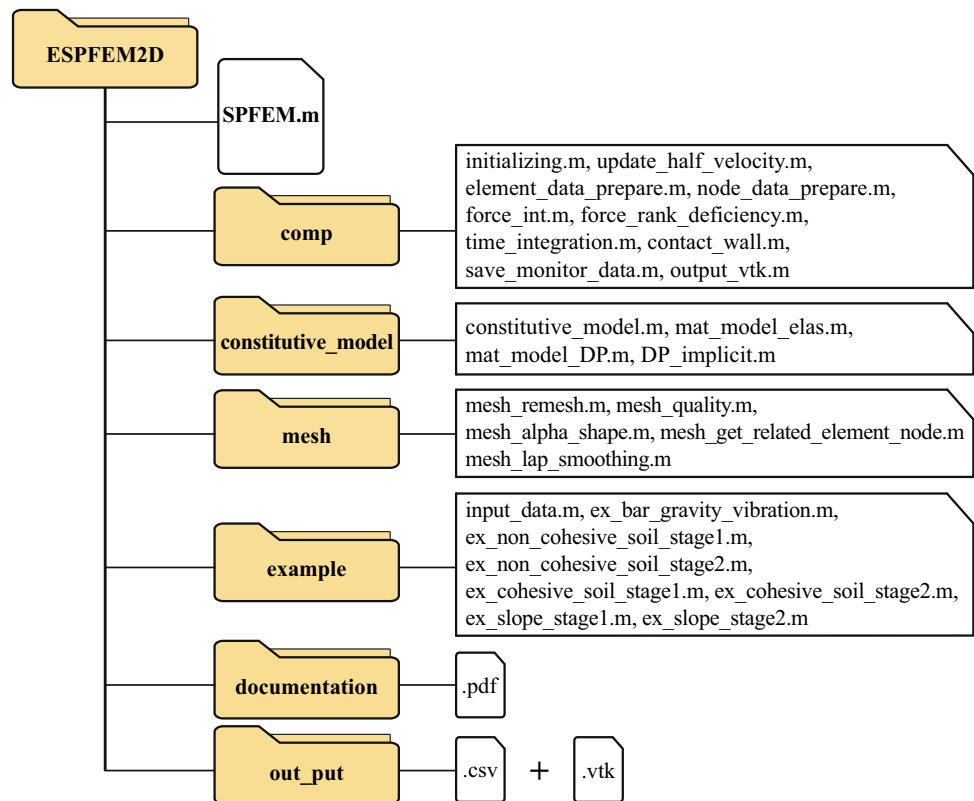 ESPFEM2D
SPFEM.m
comp
initializing.m, update_half_velocity.m,
element_data_prepare.m, node_data_prepare.m,
force_int.m, force_rank_deficiency.m,
time_integration.m, contact_wall.m,
save_monitor_data.m, output_vtk.m
constitutive_model
constitutive_model.m, mat_model_elas.m,
mat_model_DP.m, DP_implicit.m
mesh
mesh_remesh.m, mesh_quality.m,
mesh_alpha_shape.m, mesh_get_related_element_node.m
mesh_lap_smoothing.m
example
input_data.m, ex_bar_gravity_vibration.m,
ex_non_cohesive_soil_stage1.m,
ex_non_cohesive_soil_stage2.m,
ex_cohesive_soil_stage1.m, ex_cohesive_soil_stage2.m,
ex_slope_stage1.m, ex_slope_stage2.m
documentation
.pdf
out_put
.csv + .vtk